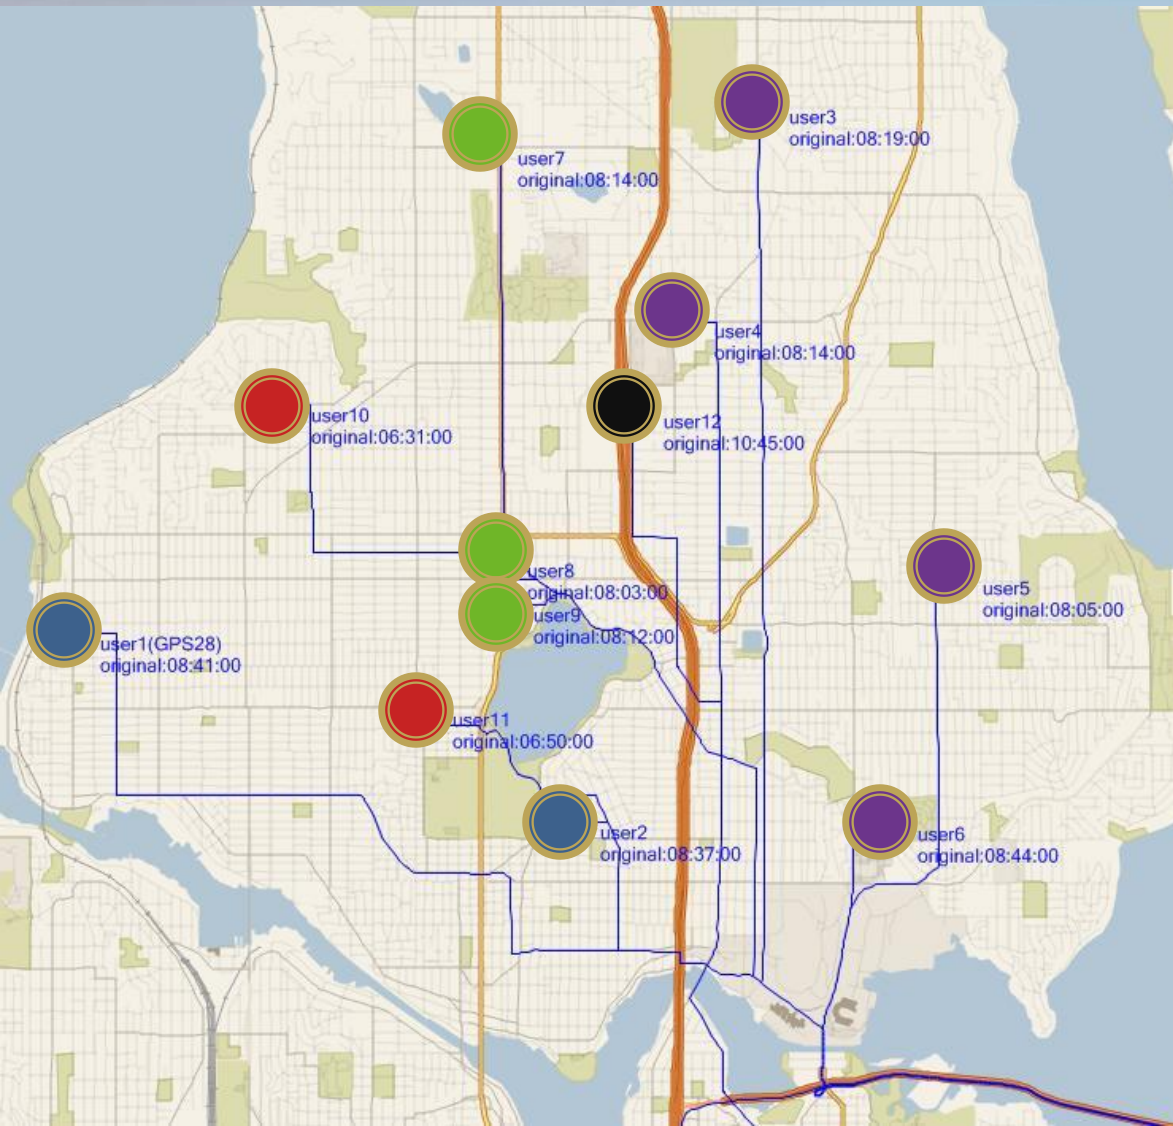 user3
original:08:19:00
user7
original:08:14:00
user4
original:08:14:00
user10
original:06:31:00
user12
original:10:45:00
user8
original:08:03:00
user9
original:08:12:00
user5
original:08:05:00
user1(GPS28)
original:08:41:00
user11
original:06:50:00
user2
original:08:37:00
user6
original:08:44:00